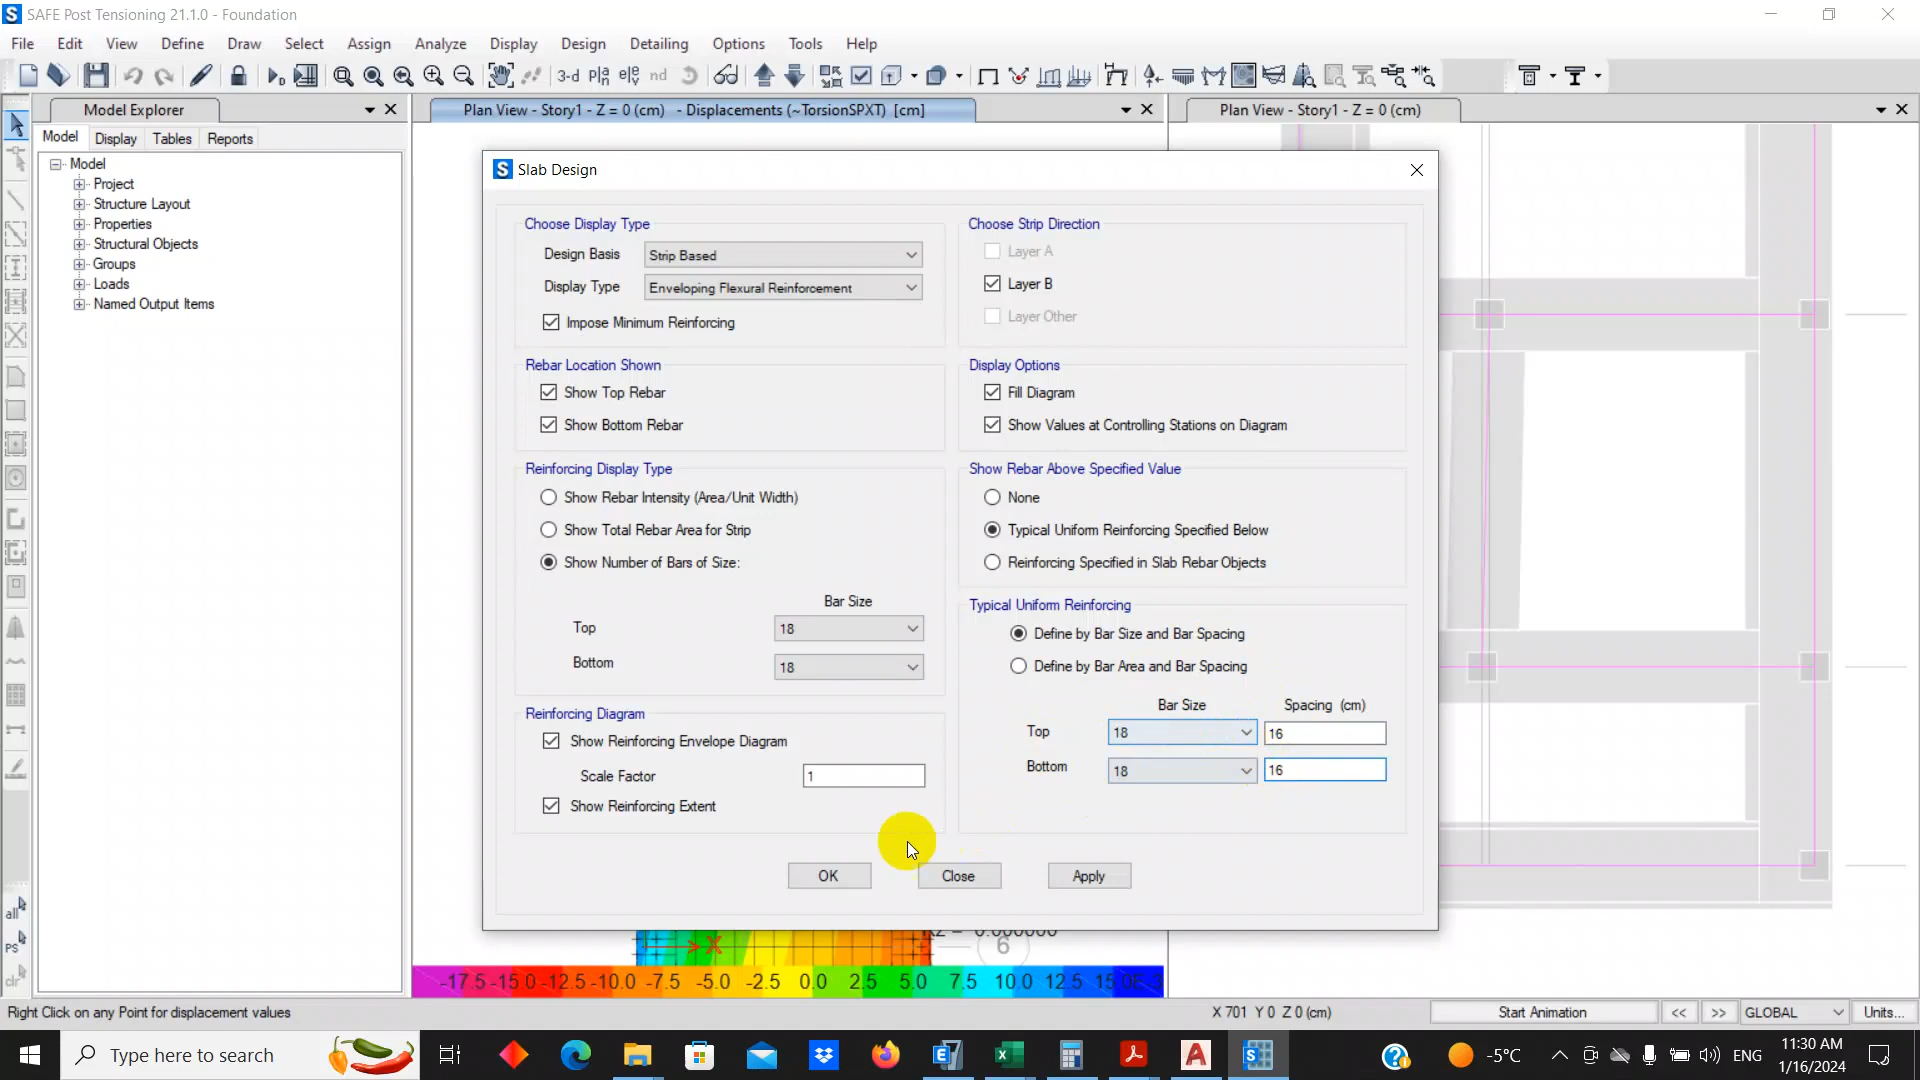 SAFE Post Tensioning 21.1.0 - Foundation
File Edit View Define Draw Select Assign Analyze Display Design Detailing Options Tools Help
3-d pla ele nd
Model Explorer
Plan View - Story1 - Z = 0 (cm) - Displacements (~TorsionSPXT) [cm]
Plan View - Story1 - Z = 0 (cm)
Model Display Tables Reports
Model
Project
Structure Layout
Properties
Structural Objects
Groups
Loads
Named Output Items
Slab Design
Choose Display Type
Design Basis Strip Based
Display Type Enveloping Flexural Reinforcement
Impose Minimum Reinforcing
Choose Strip Direction
Layer A
Layer B
Layer Other
Rebar Location Shown
Show Top Rebar
Show Bottom Rebar
Display Options
Fill Diagram
Show Values at Controlling Stations on Diagram
Reinforcing Display Type
Show Rebar Intensity (Area/Unit Width)
Show Total Rebar Area for Strip
Show Number of Bars of Size:
Bar Size
Top 18
Bottom 18
Show Rebar Above Specified Value
None
Typical Uniform Reinforcing Specified Below
Reinforcing Specified in Slab Rebar Objects
Typical Uniform Reinforcing
Define by Bar Size and Bar Spacing
Define by Bar Area and Bar Spacing
Bar Size Spacing (cm)
Top 18 16
Bottom 18 16
Reinforcing Diagram
Show Reinforcing Envelope Diagram
Scale Factor 1
Show Reinforcing Extent
OK Close Apply
X 6
-17.5 -15.0 -12.5 -10.0 -7.5 -5.0 -2.5 0.0 2.5 5.0 7.5 10.0 12.5
all
ps
clr
Right Click on any Point for displacement values
X 701 Y 0 Z 0 (cm)
Start Animation << >> GLOBAL Units...
Type here to search
-5°C ENG 11:30 AM
1/16/2024